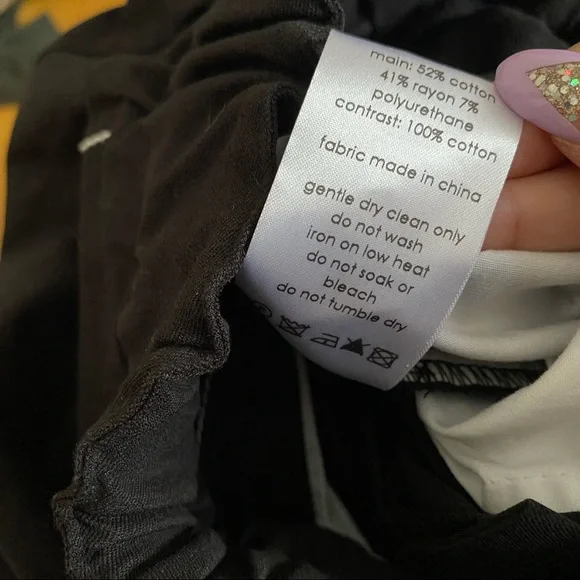 main: 52% cotton
41% rayon 7%
polyurethane
contrast: 100% cotton
fabric made in china
gentle dry clean only
do not wash
iron on low heat
do not soak or
bleach
do not tumble dry